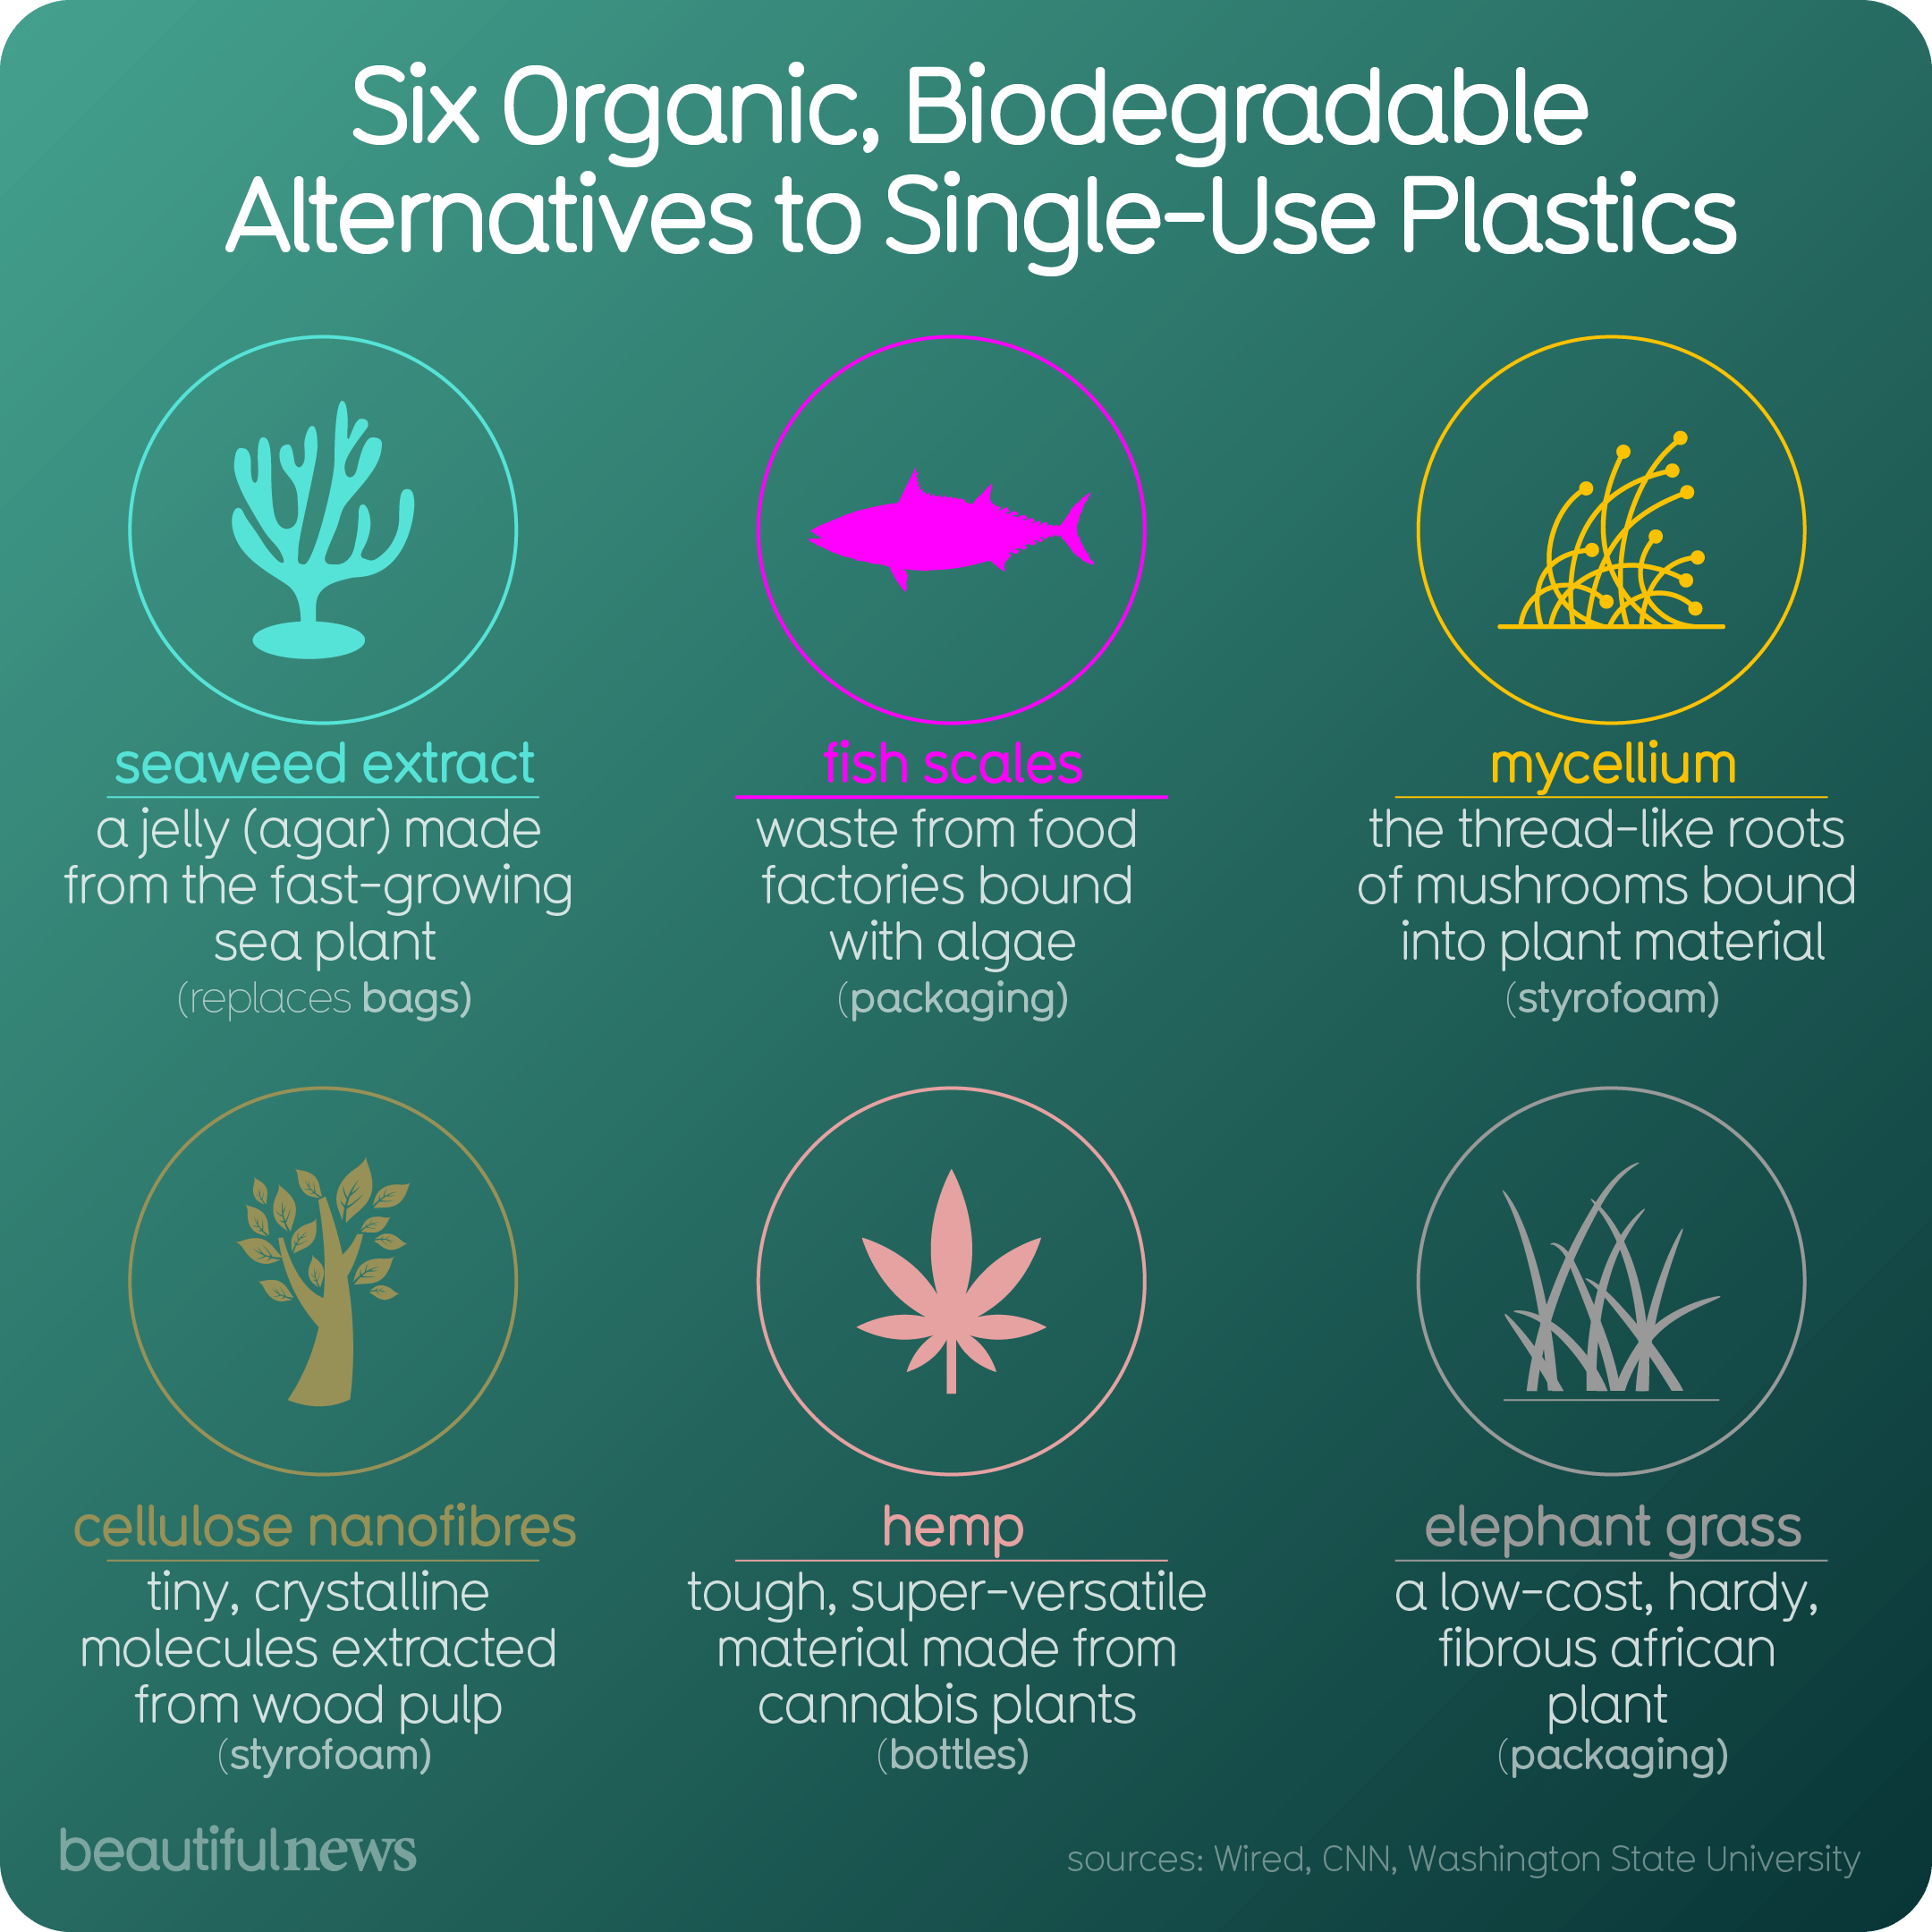 Six Organic, Biodegradable
Alternatives to Single-Use Plastics
seaweed extract
a jelly (agar) made
from the fast-growing
sea plant
(replaces bags)
fish scales
waste from food
factories bound
with algae
(packaging)
mycellium
the thread-like roots
of mushrooms bound
into plant material
(styrofoam)
cellulose nanofibres
tiny, crystalline
molecules extracted
from wood pulp
(styrofoam)
hemp
tough, super-versatile
material made from
cannabis plants
(bottles)
elephant grass
a low-cost, hardy,
fibrous african
plant
(packaging)
beautifulnews
sources: Wired, CNN, Washington State University